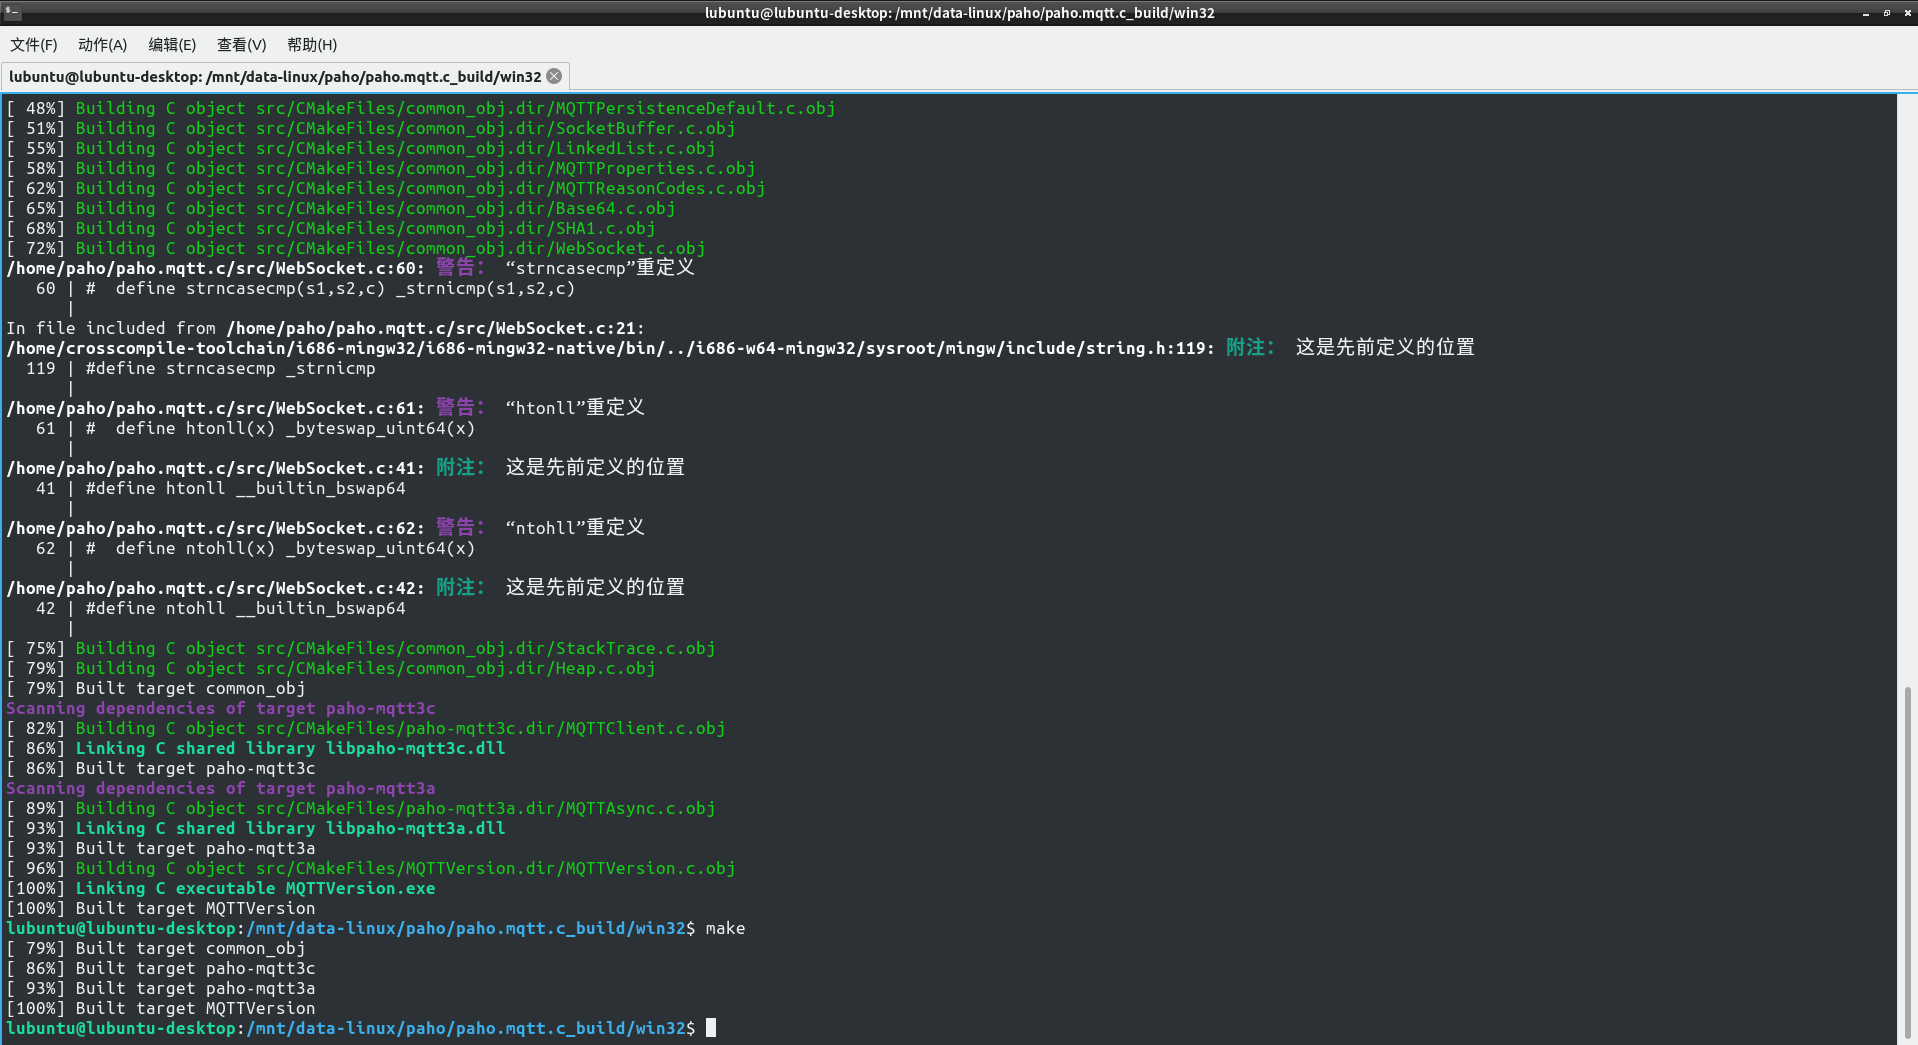 lubuntu@lubuntu-desktop: /mnt/data-linux/paho/paho.mqtt.c_build/win32
文件(F) 动作(A) 编辑(E) 查看(V) 帮助(H)
lubuntu@lubuntu-desktop: /mnt/data-linux/paho/paho.mqtt.c_build/win32
[ 48%] Building C object src/CMakeFiles/common_obj.dir/MQTTPersistenceDefault.c.obj
[ 51%] Building C object src/CMakeFiles/common_obj.dir/SocketBuffer.c.obj
[ 55%] Building C object src/CMakeFiles/common_obj.dir/LinkedList.c.obj
[ 58%] Building C object src/CMakeFiles/common_obj.dir/MQTTProperties.c.obj
[ 62%] Building C object src/CMakeFiles/common_obj.dir/MQTTReasonCodes.c.obj
[ 65%] Building C object src/CMakeFiles/common_obj.dir/Base64.c.obj
[ 68%] Building C object src/CMakeFiles/common_obj.dir/SHA1.c.obj
[ 72%] Building C object src/CMakeFiles/common_obj.dir/WebSocket.c.obj
/home/paho/paho.mqtt.c/src/WebSocket.c:60: 警告： “strncasecmp”重定义
   60 | #  define strncasecmp(s1,s2,c) _strnicmp(s1,s2,c)
      |
In file included from /home/paho/paho.mqtt.c/src/WebSocket.c:21:
/home/crosscompile-toolchain/i686-mingw32/i686-mingw32-native/bin/../i686-w64-mingw32/sysroot/mingw/include/string.h:119: 附注： 这是先前定义的位置
  119 | #define strncasecmp _strnicmp
      |
/home/paho/paho.mqtt.c/src/WebSocket.c:61: 警告： “htonll”重定义
   61 | #  define htonll(x) _byteswap_uint64(x)
      |
/home/paho/paho.mqtt.c/src/WebSocket.c:41: 附注： 这是先前定义的位置
   41 | #define htonll __builtin_bswap64
      |
/home/paho/paho.mqtt.c/src/WebSocket.c:62: 警告： “ntohll”重定义
   62 | #  define ntohll(x) _byteswap_uint64(x)
      |
/home/paho/paho.mqtt.c/src/WebSocket.c:42: 附注： 这是先前定义的位置
   42 | #define ntohll __builtin_bswap64
      |
[ 75%] Building C object src/CMakeFiles/common_obj.dir/StackTrace.c.obj
[ 79%] Building C object src/CMakeFiles/common_obj.dir/Heap.c.obj
[ 79%] Built target common_obj
Scanning dependencies of target paho-mqtt3c
[ 82%] Building C object src/CMakeFiles/paho-mqtt3c.dir/MQTTClient.c.obj
[ 86%] Linking C shared library libpaho-mqtt3c.dll
[ 86%] Built target paho-mqtt3c
Scanning dependencies of target paho-mqtt3a
[ 89%] Building C object src/CMakeFiles/paho-mqtt3a.dir/MQTTAsync.c.obj
[ 93%] Linking C shared library libpaho-mqtt3a.dll
[ 93%] Built target paho-mqtt3a
[ 96%] Building C object src/CMakeFiles/MQTTVersion.dir/MQTTVersion.c.obj
[100%] Linking C executable MQTTVersion.exe
[100%] Built target MQTTVersion
lubuntu@lubuntu-desktop:/mnt/data-linux/paho/paho.mqtt.c_build/win32$ make
[ 79%] Built target common_obj
[ 86%] Built target paho-mqtt3c
[ 93%] Built target paho-mqtt3a
[100%] Built target MQTTVersion
lubuntu@lubuntu-desktop:/mnt/data-linux/paho/paho.mqtt.c_build/win32$